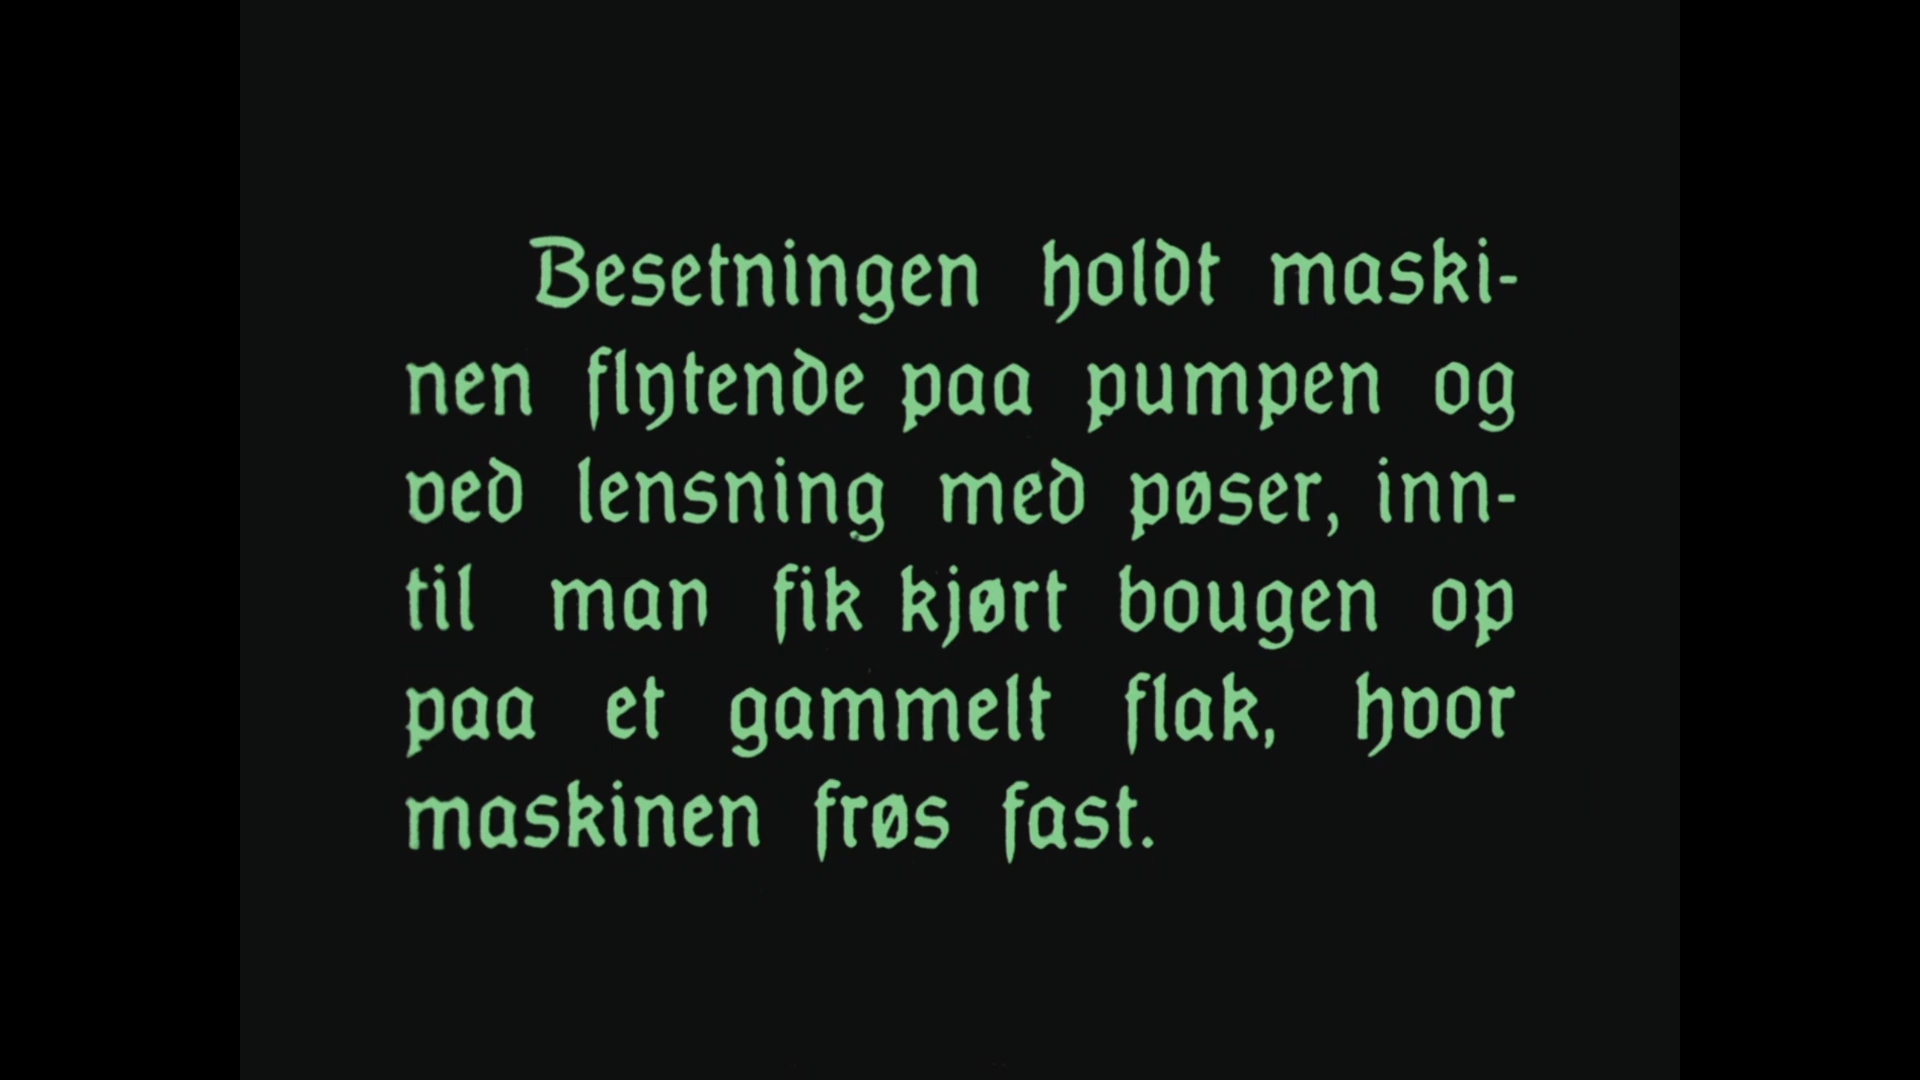 Besetningen holdt maski-
nen flytende paa pumpen og
ved lensning med pøser, inn-
til man fik kjørt bougen op
paa et gammelt flak, hvor
maskinen frøs fast.